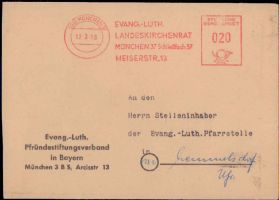 EVANG.-LUTH.
LANDESKIRCHENRAT
MÜNCHEN 37 Schließfach 37
MEISERSTR. 13
020
An den
Herrn Stelleninhaber
der Evang.-Luth.Pfarrstelle
in
Evang.-Luth.
Pfründestiftungsverband
in Bayern
München 3 B S, Arcisstr 13